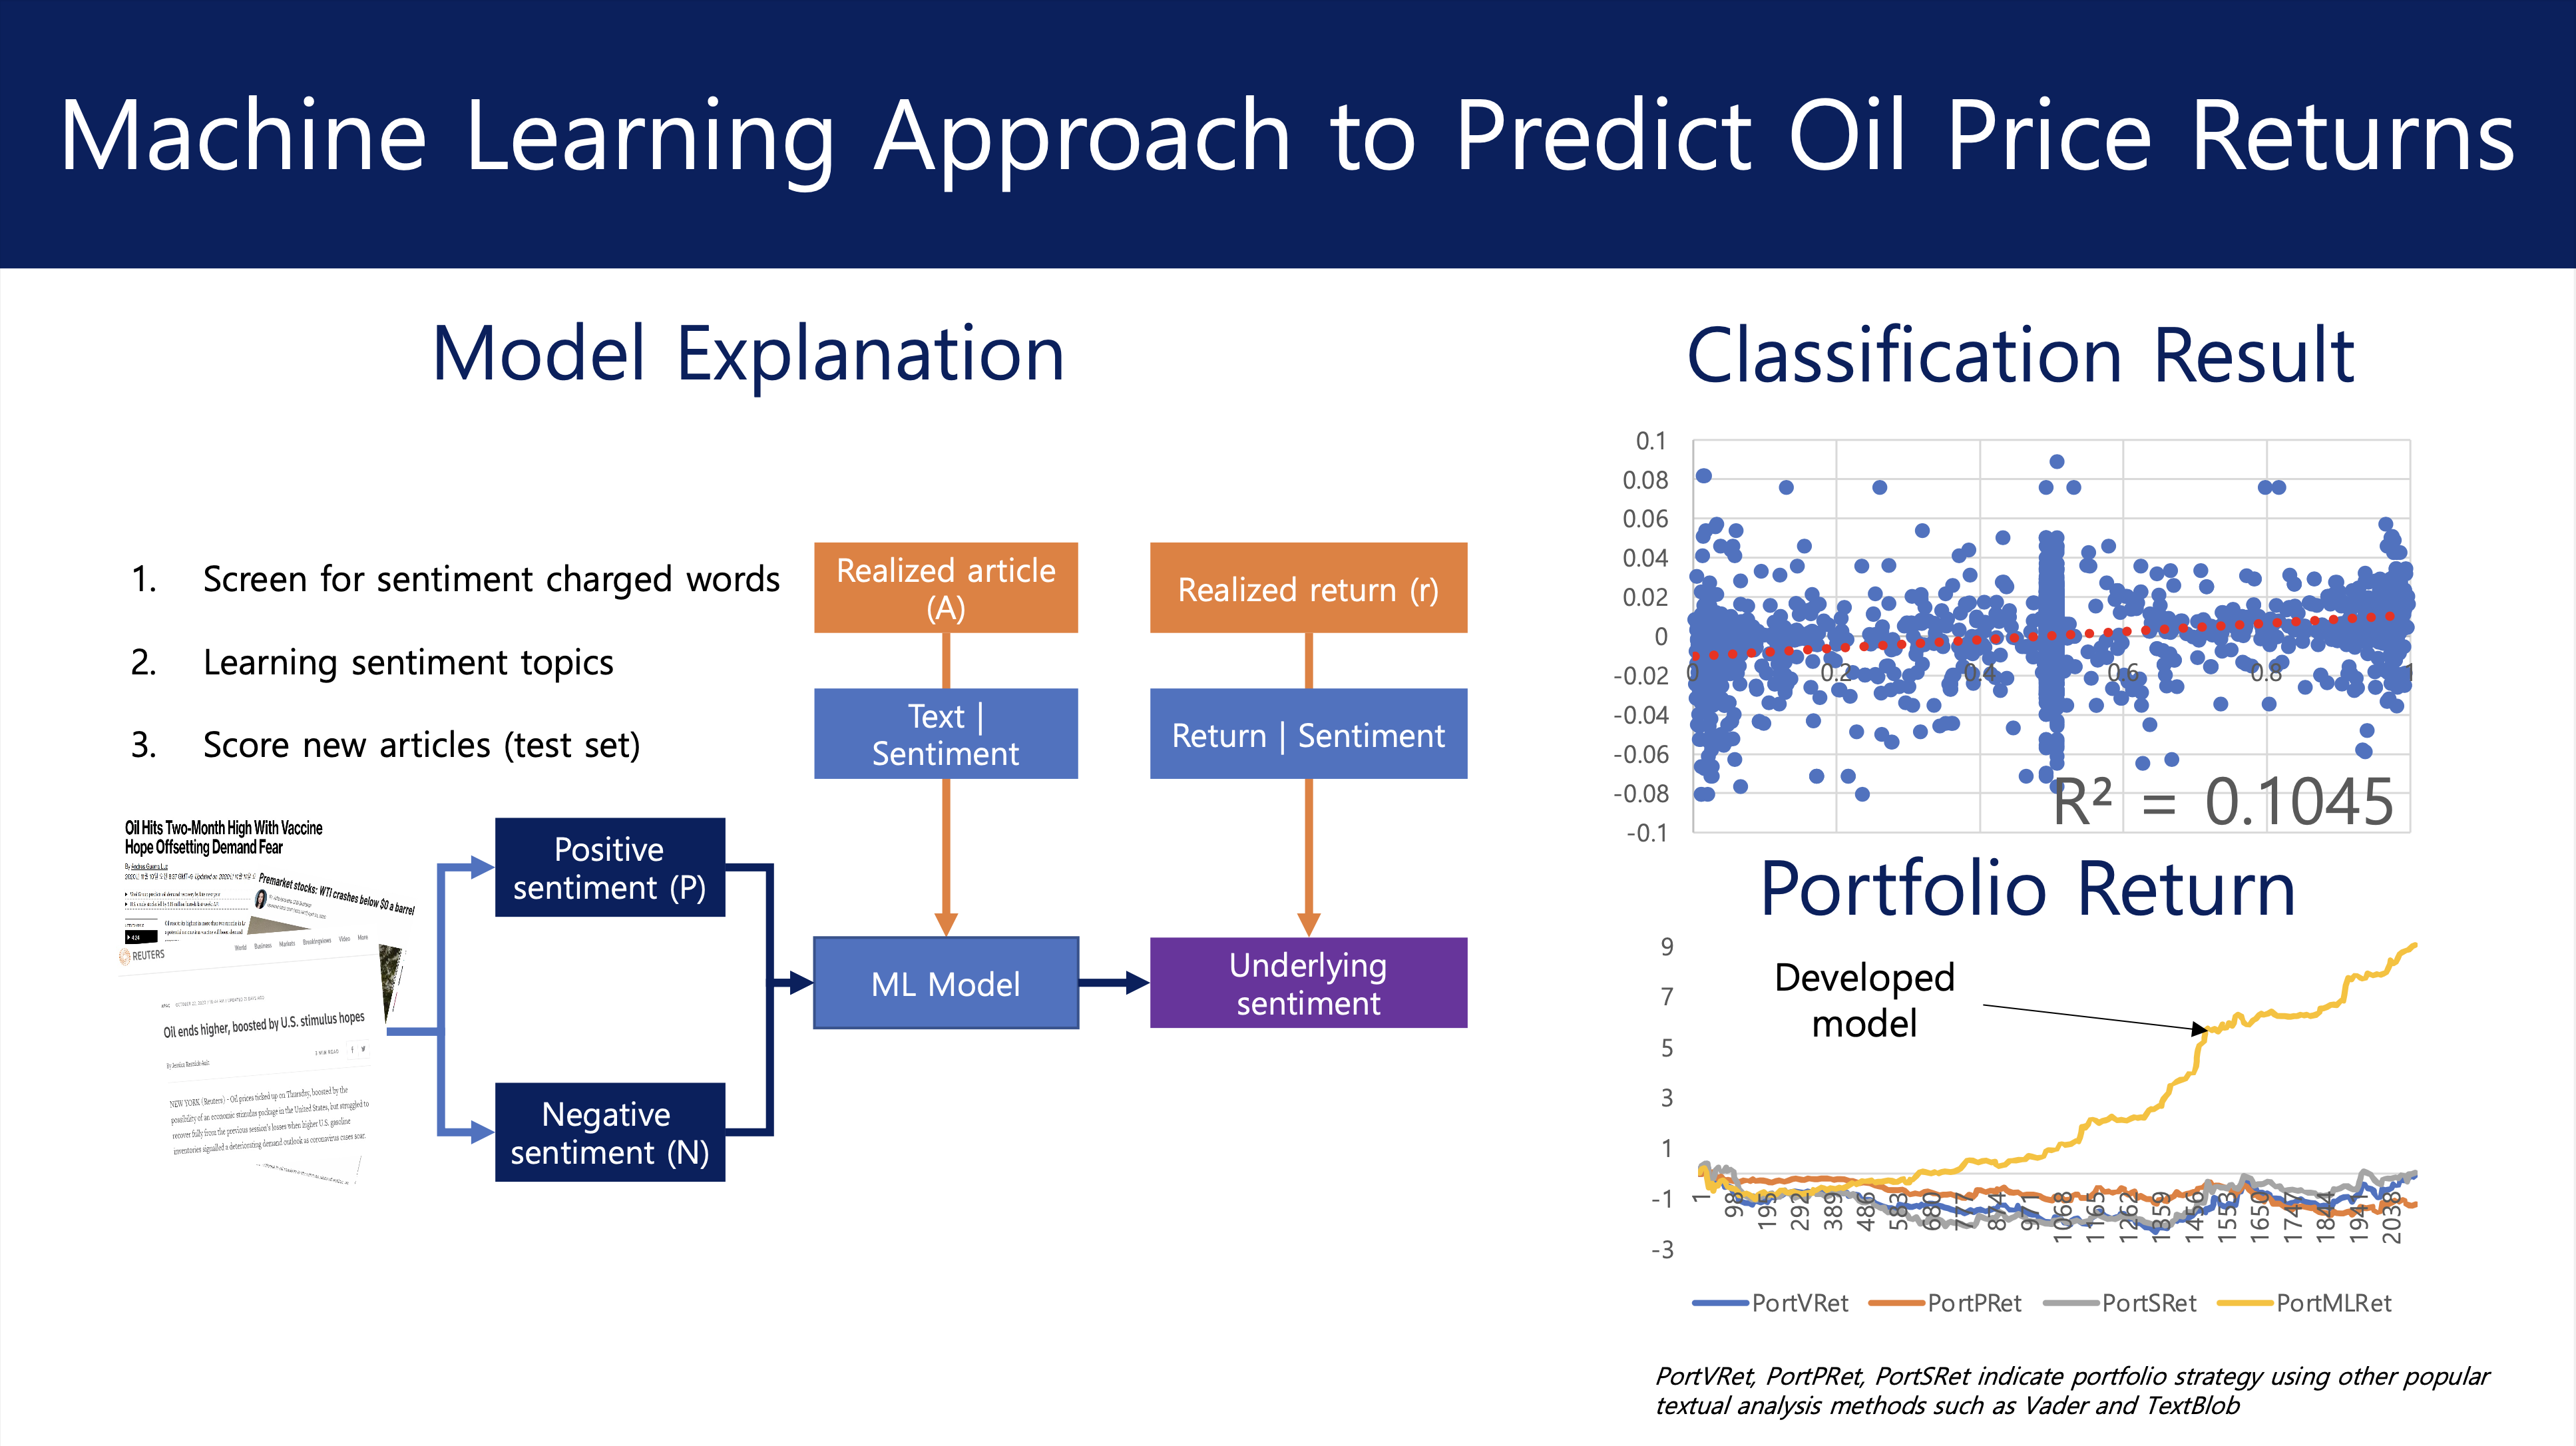 Machine Learning Approach to Predict Oil Price Returns
Model Explanation
1. Screen for sentiment charged words
2. Learning sentiment topics
3. Score new articles (test set)
Oil Hits Two-Month High With Vaccine
Hope Offsetting Demand Fear
Premarket stocks: WTI crashes below $0 a barrel
World Business Markets Breakingviews Video More
REUTERS
Oil ends higher, boosted by U.S. stimulus hopes
NEW YORK (Reuters) - Oil prices ticked up on Thursday, boosted by the
possibility of an economic stimulus package in the United States, but struggled to
recover fully from the previous session's losses when higher U.S. gasoline
inventories signalled a deteriorating demand outlook as coronavirus cases soar.
Positive
sentiment (P)
Negative
sentiment (N)
Realized article
(A)
Text |
Sentiment
ML Model
Realized return (r)
Return | Sentiment
Underlying
sentiment
Classification Result
0.1
0.08
0.06
0.04
0.02
0
-0.02
-0.04
-0.06
-0.08
-0.1
0 0.2 0.4 0.6 0.8 1
R² = 0.1045
Portfolio Return
9
7
5
3
1
-1
-3
Developed
model
1 98 195 292 389 486 583 680 777 874 971 1068 1165 1262 1359 1456 1553 1650 1747 1844 1941 2038
PortVRet PortPRet PortSRet PortMLRet
PortVRet, PortPRet, PortSRet indicate portfolio strategy using other popular
textual analysis methods such as Vader and TextBlob